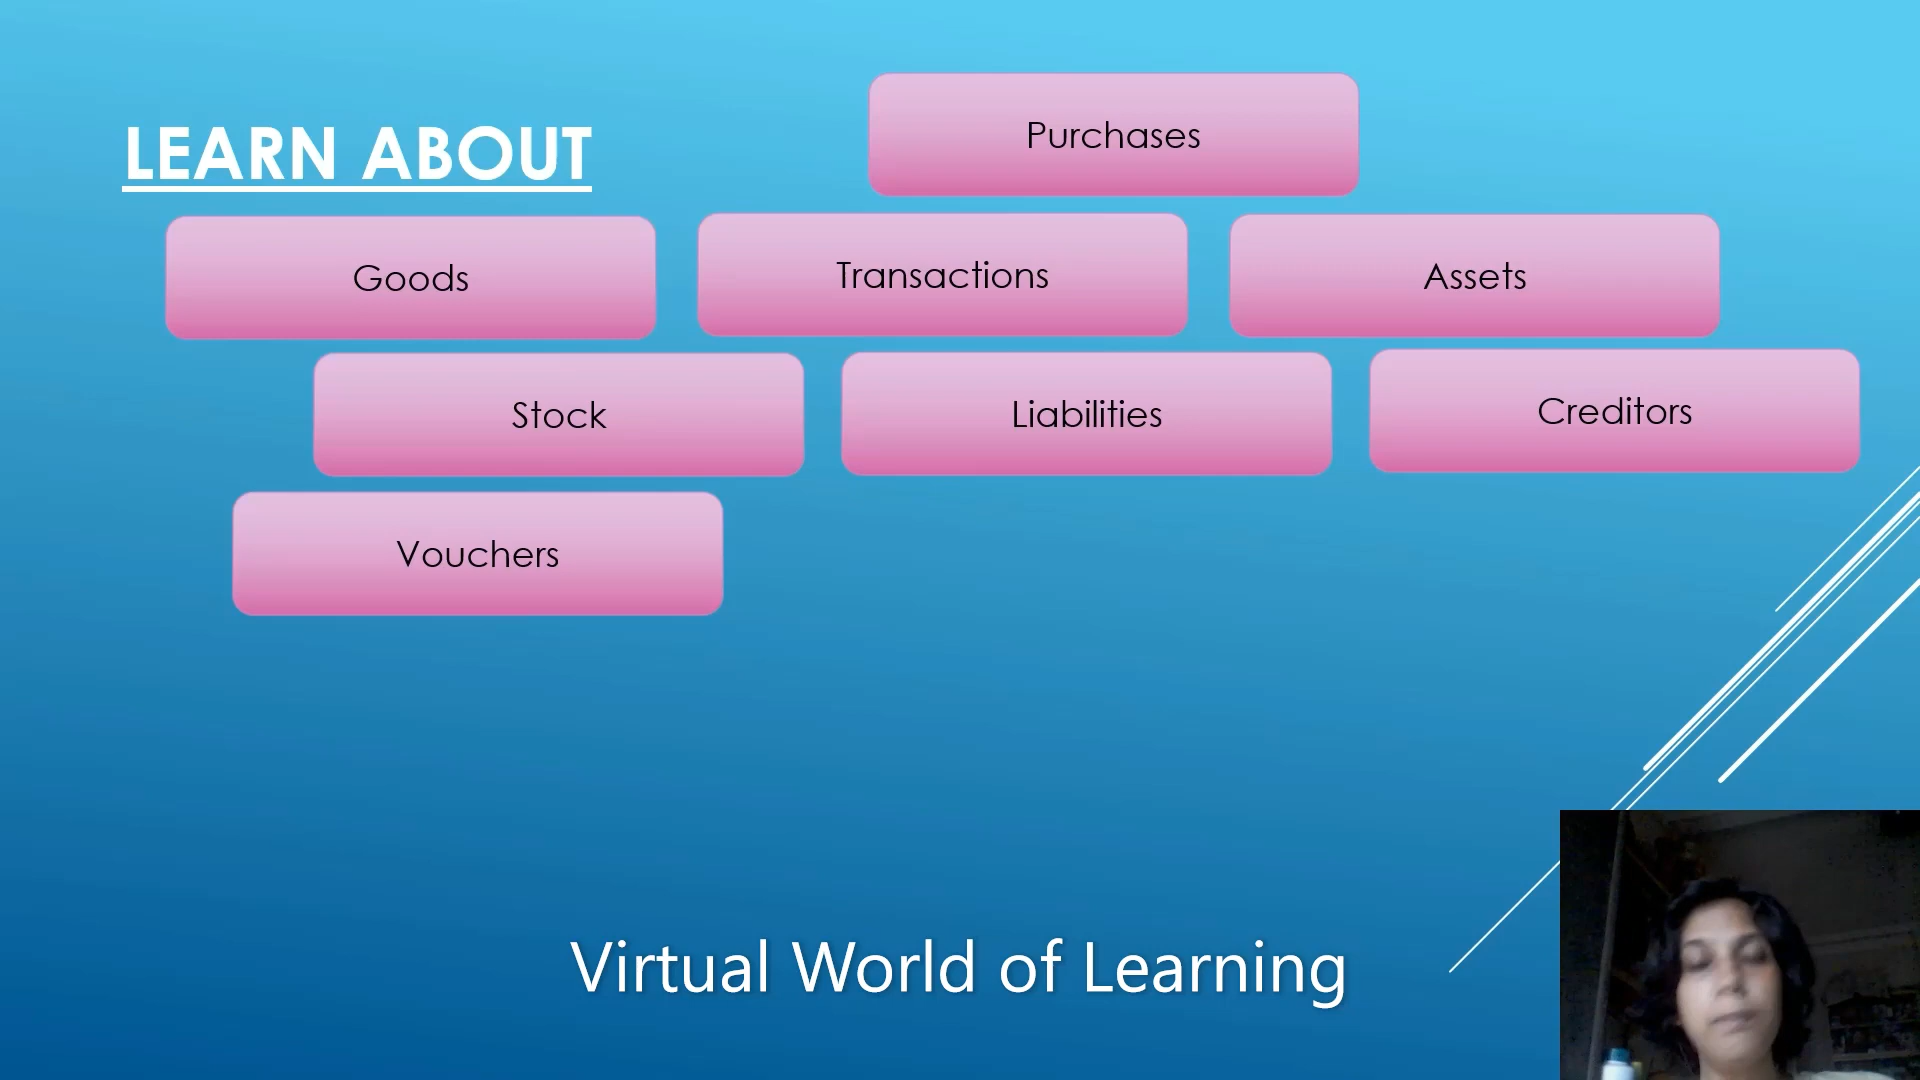 LEARN ABOUT
Purchases
Goods
Transactions
Assets
Stock
Liabilities
Creditors
Vouchers
Virtual World of Learning